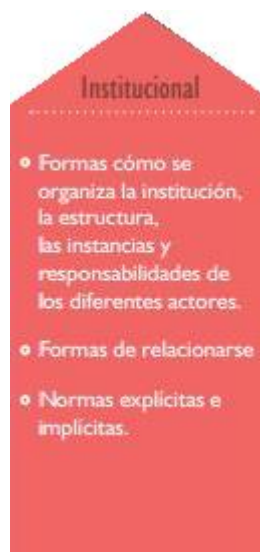 Institucional
Formas cómo se
organiza la institución,
la estructura,
las instancias y
responsabilidades de
los diferentes actores.
Formas de relacionarse
Normas explícitas e
implícitas.